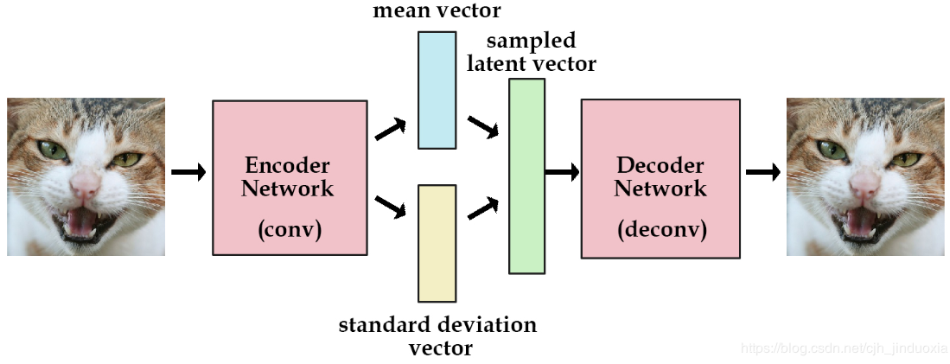 mean vector
sampled
latent vector
Encoder
Network
(conv)
Decoder
Network
(deconv)
standard deviation
vector
https://blog.csdn.net/cjh_jinduoxia